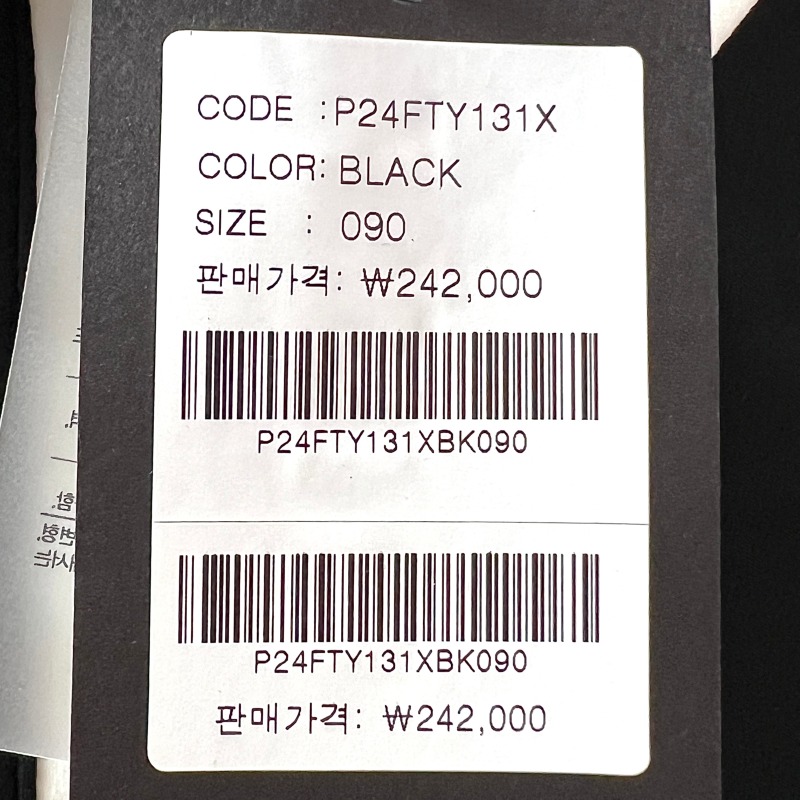 CODE :P24FTY131X
COLOR: BLACK
SIZE : 090
판매가격: ₩242,000
P24FTY131XBK090
P24FTY131XBK090
판매가격: ₩242,000